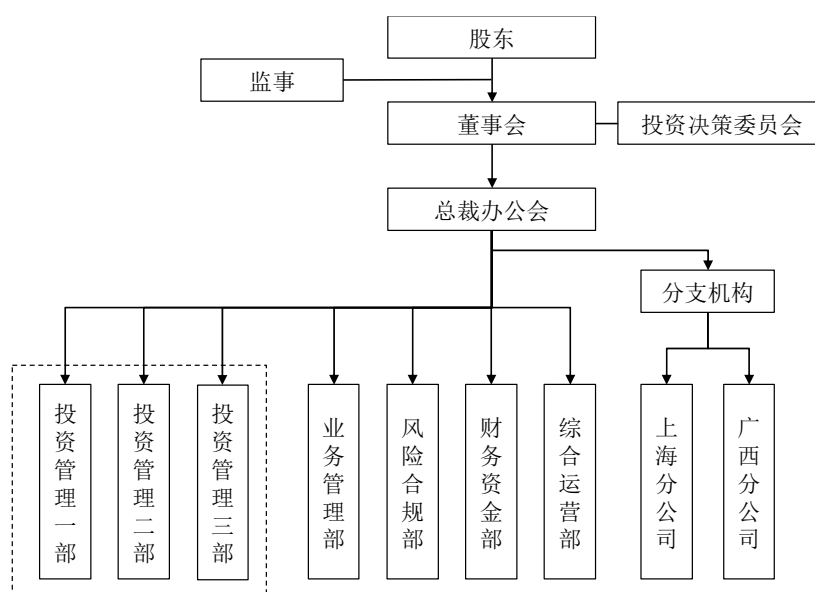 股东
监事
董事会
投资决策委员会
总裁办公会
分支机构
投资管理一部
投资管理二部
投资管理三部
业务管理部
风险合规部
财务资金部
综合运营部
上海分公司
广西分公司